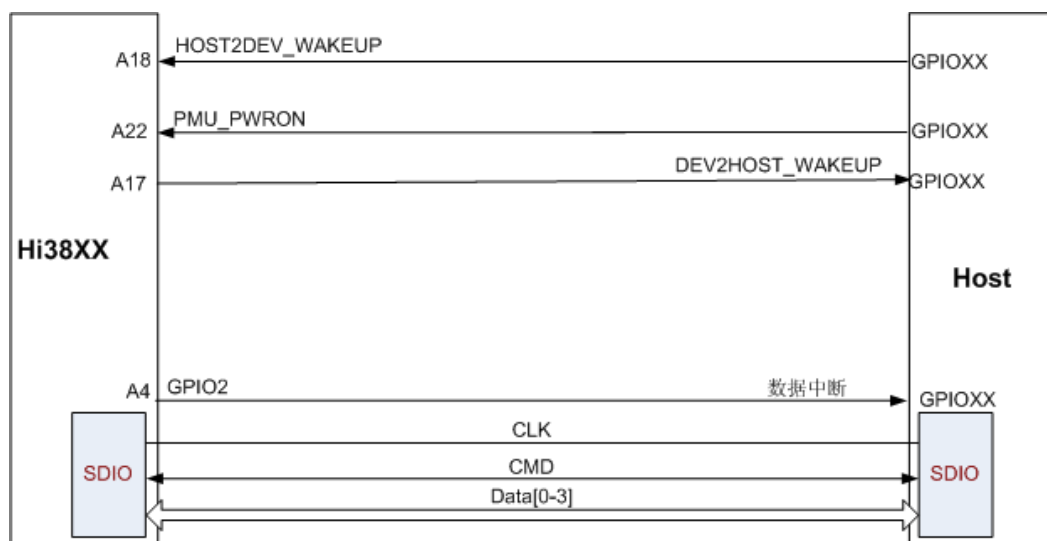 HOST2DEV_WAKEUP
A18
GPIOXX
PMU_PWRON
A22
GPIOXX
DEV2HOST_WAKEUP
A17
GPIOXX
Hi38XX
Host
A4
GPIO2
数据中断
GPIOXX
CLK
SDIO
CMD
SDIO
Data[0-3]